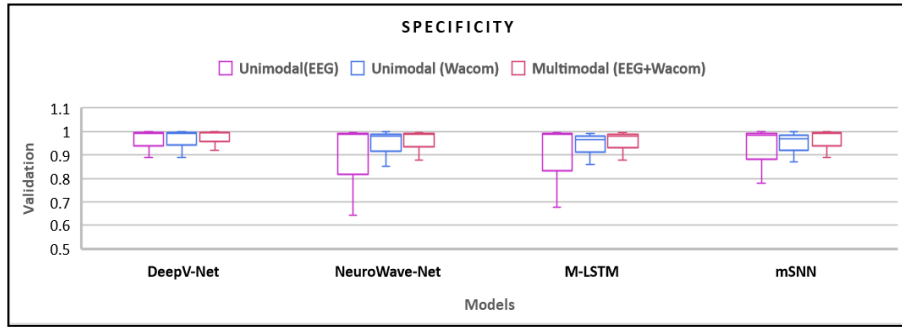 SPECIFICITY
Unimodal(EEG) Unimodal (Wacom) Multimodal (EEG+Wacom)
1.1
1
0.9
0.8
0.7
0.6
0.5
Validation
DeepV-Net NeuroWave-Net M-LSTM mSNN
Models